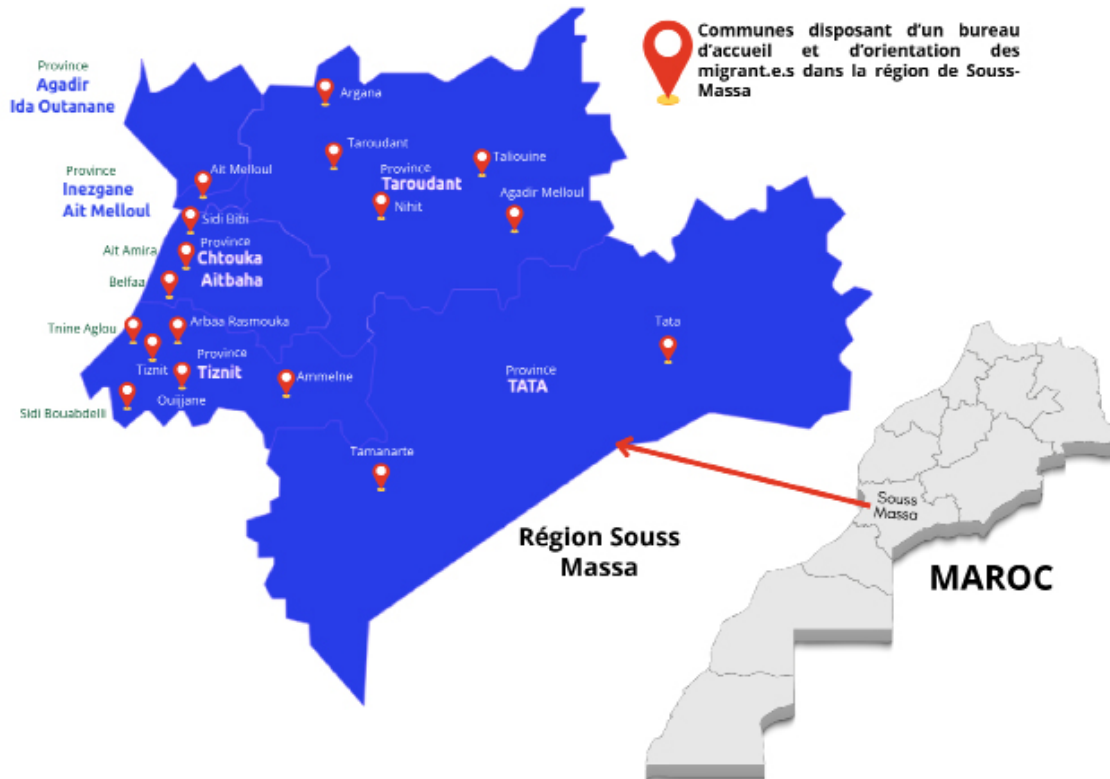 Communes disposant d'un bureau
d'accueil et d'orientation des
migrant.e.s dans la région de Souss-
Massa
Province
Agadir
Ida Outanane
Argana
Taroudant
Taliouine
Province
Inezgane
Ait Melloul
Ait Melloul
Province
Taroudant
Nihit
Agadir Melloul
Sidi Bibi
Ait Amira
Province
Chtouka
Aitbaha
Belfaa
Tnine Aglou
Arbaa Rasmouka
Tata
Tiznit
Province
Tiznit
Ammelne
Province
TATA
Ouijjane
Sidi Bouabdelli
Tamanarte
Souss
Massa
Région Souss
Massa
MAROC